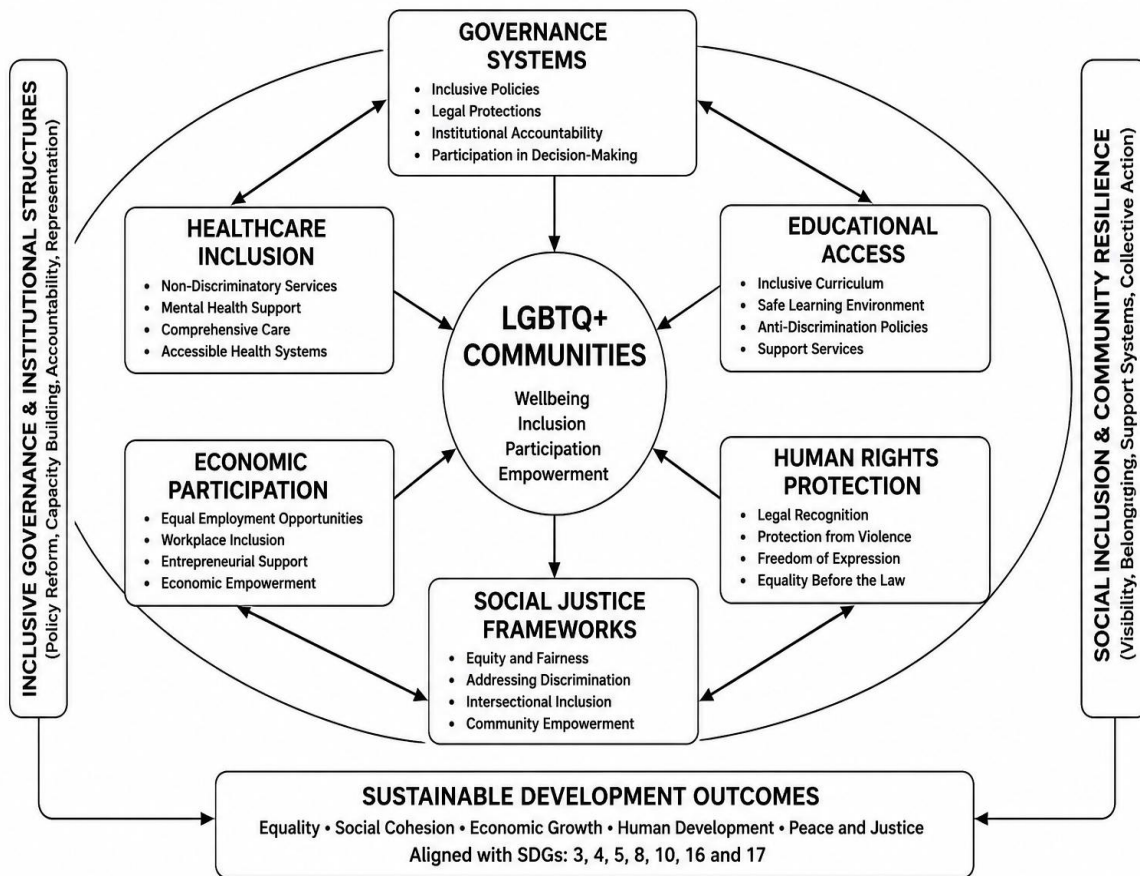 GOVERNANCE
SYSTEMS
• Inclusive Policies
• Legal Protections
• Institutional Accountability
• Participation in Decision-Making
INCLUSIVE GOVERNANCE & INSTITUTIONAL STRUCTURES
(Policy Reform, Capacity Building, Accountability, Representation)
HEALTHCARE
INCLUSION
• Non-Discriminatory Services
• Mental Health Support
• Comprehensive Care
• Accessible Health Systems
EDUCATIONAL
ACCESS
• Inclusive Curriculum
• Safe Learning Environment
• Anti-Discrimination Policies
• Support Services
LGBTQ+
COMMUNITIES
Wellbeing
Inclusion
Participation
Empowerment
ECONOMIC
PARTICIPATION
• Equal Employment Opportunities
• Workplace Inclusion
• Entrepreneurial Support
• Economic Empowerment
HUMAN RIGHTS
PROTECTION
• Legal Recognition
• Protection from Violence
• Freedom of Expression
• Equality Before the Law
SOCIAL JUSTICE
FRAMEWORKS
• Equity and Fairness
• Addressing Discrimination
• Intersectional Inclusion
• Community Empowerment
SOCIAL INCLUSION & COMMUNITY RESILIENCE
(Visibility, Belonging, Support Systems, Collective Action)
SUSTAINABLE DEVELOPMENT OUTCOMES
Equality • Social Cohesion • Economic Growth • Human Development • Peace and Justice
Aligned with SDGs: 3, 4, 5, 8, 10, 16 and 17